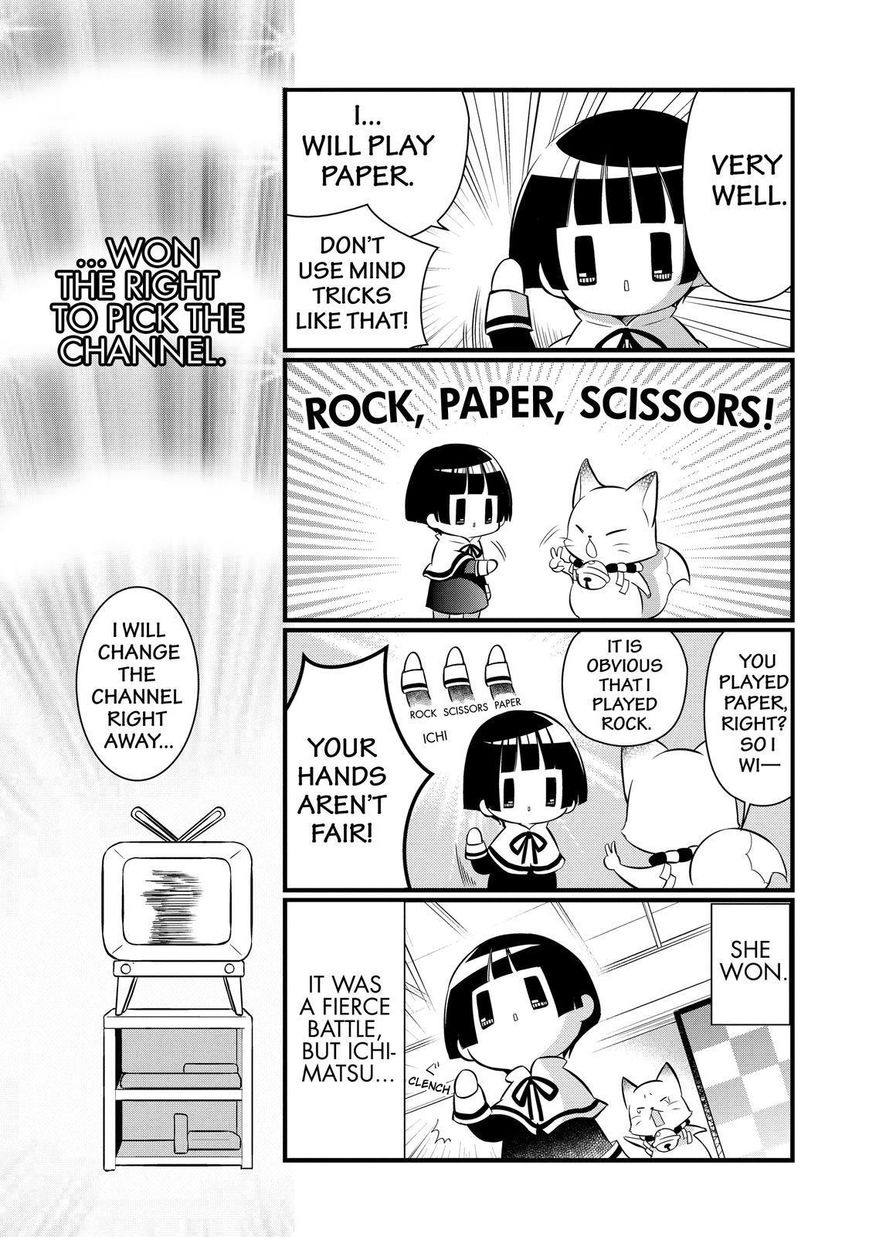 VERY
WELL.
I...
WILL PLAY
PAPER.
DON'T
USE MIND
TRICKS
LIKE THAT!
ROCK, PAPER, SCISSORS!
YOU
PLAYED
PAPER,
RIGHT?
SO I
WI—
IT IS
OBVIOUS
THAT I
PLAYED
ROCK.
ROCK SCISSORS PAPER
ICHI
YOUR
HANDS
AREN'T
FAIR!
SHE
WON.
IT WAS
A FIERCE
BATTLE,
BUT ICHI-
MATSU...
ぐ
CLENCH
...WON
THE RIGHT
TO PICK THE
CHANNEL.
I WILL
CHANGE
THE
CHANNEL
RIGHT
AWAY...